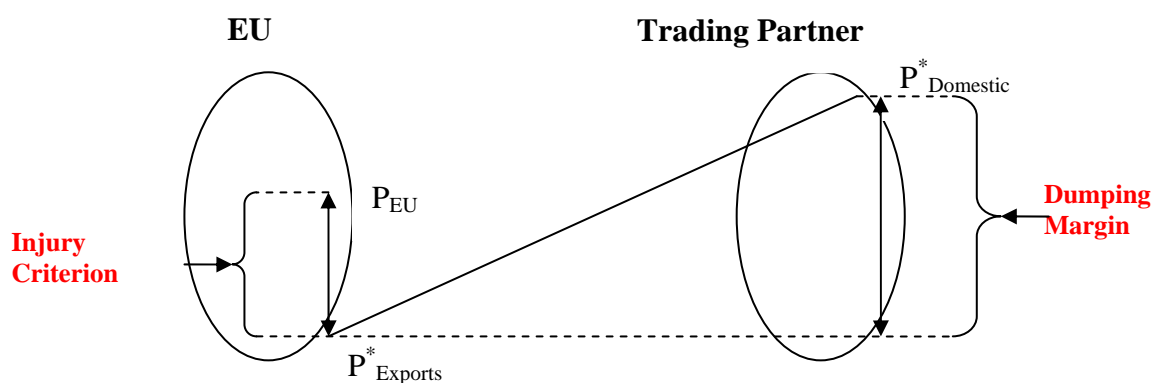 EU
Trading Partner
P*Domestic
PEU
Dumping
Margin
Injury
Criterion
P*Exports